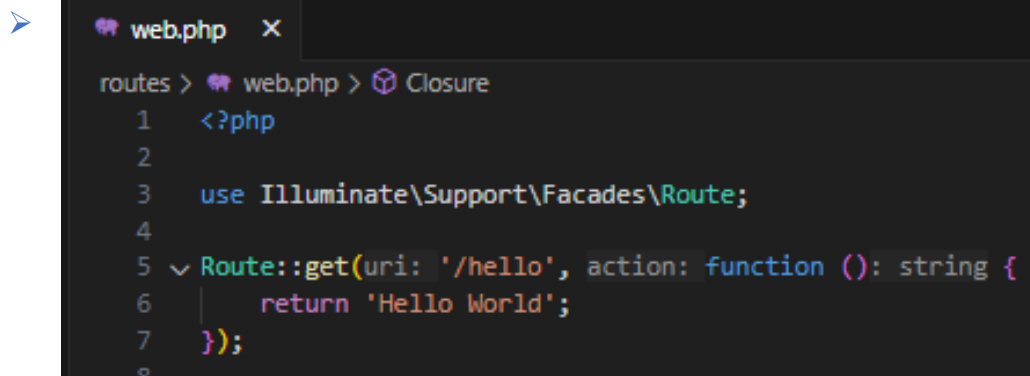 web.php ×
routes > web.php > Closure
1 <?php
2
3 use Illuminate\Support\Facades\Route;
4
5 Route::get(uri: '/hello', action: function (): string {
6 return 'Hello World';
7 });
8